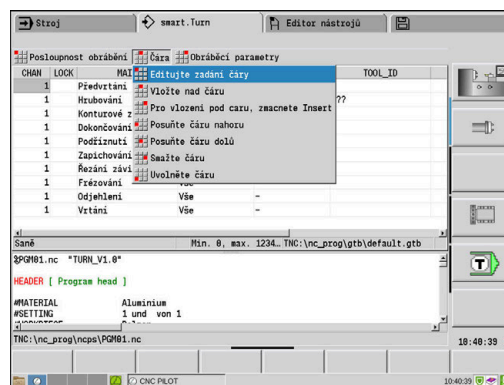 Stroj
smart.Turn
Editor nástrojů
Posloupnost obrábění Čára Obráběcí parametry
CHAN LOCK MAI TOOL_ID
Editujte zadání čáry
Vložte nad čáru
Pro vlozeni pod caru, zmacnete Insert
Posuňte čáru nahoru
Posuňte čáru dolů
Smažte čáru
Uvolněte čáru
1 Předvrtání
1 Hrubování ??
1 Konturové z
1 Dokončování
1 Podříznutí
1 Zapichování
1 Řezání závi
1 Frézování Vše
1 Odjehlení Vše –
1 Vrtání Vše –
Saně Min. 0, max. 1234… TNC:\nc_prog\gtb\default.gtb
PGM01.nc "TURN_V1.0"
HEADER [ Program head ]
#MATERIAL Aluminium
#SETTING 1 und von 1
TNC:\nc_prog\ncps\PGM01.nc
T
10:40:39
CNC PILOT
10:40:39